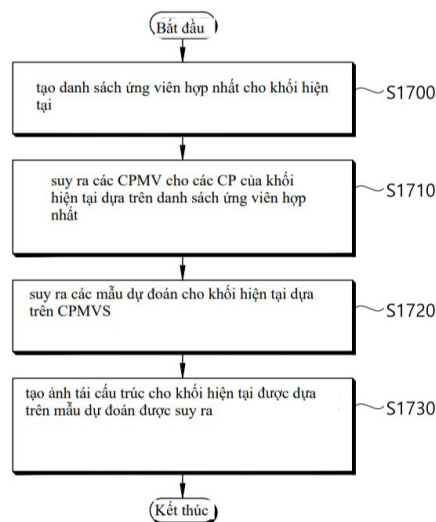 Bắt đầu
tạo danh sách ứng viên hợp nhất cho khối hiện
tại
S1700
suy ra các CPMV cho các CP của khối
hiện tại dựa trên danh sách ứng viên hợp
nhất
S1710
suy ra các mẫu dự đoán cho khối hiện tại dựa
trên CPMVS
S1720
tạo ảnh tái cấu trúc cho khối hiện tại được dựa
trên mẫu dự đoán được suy ra
S1730
Kết thúc